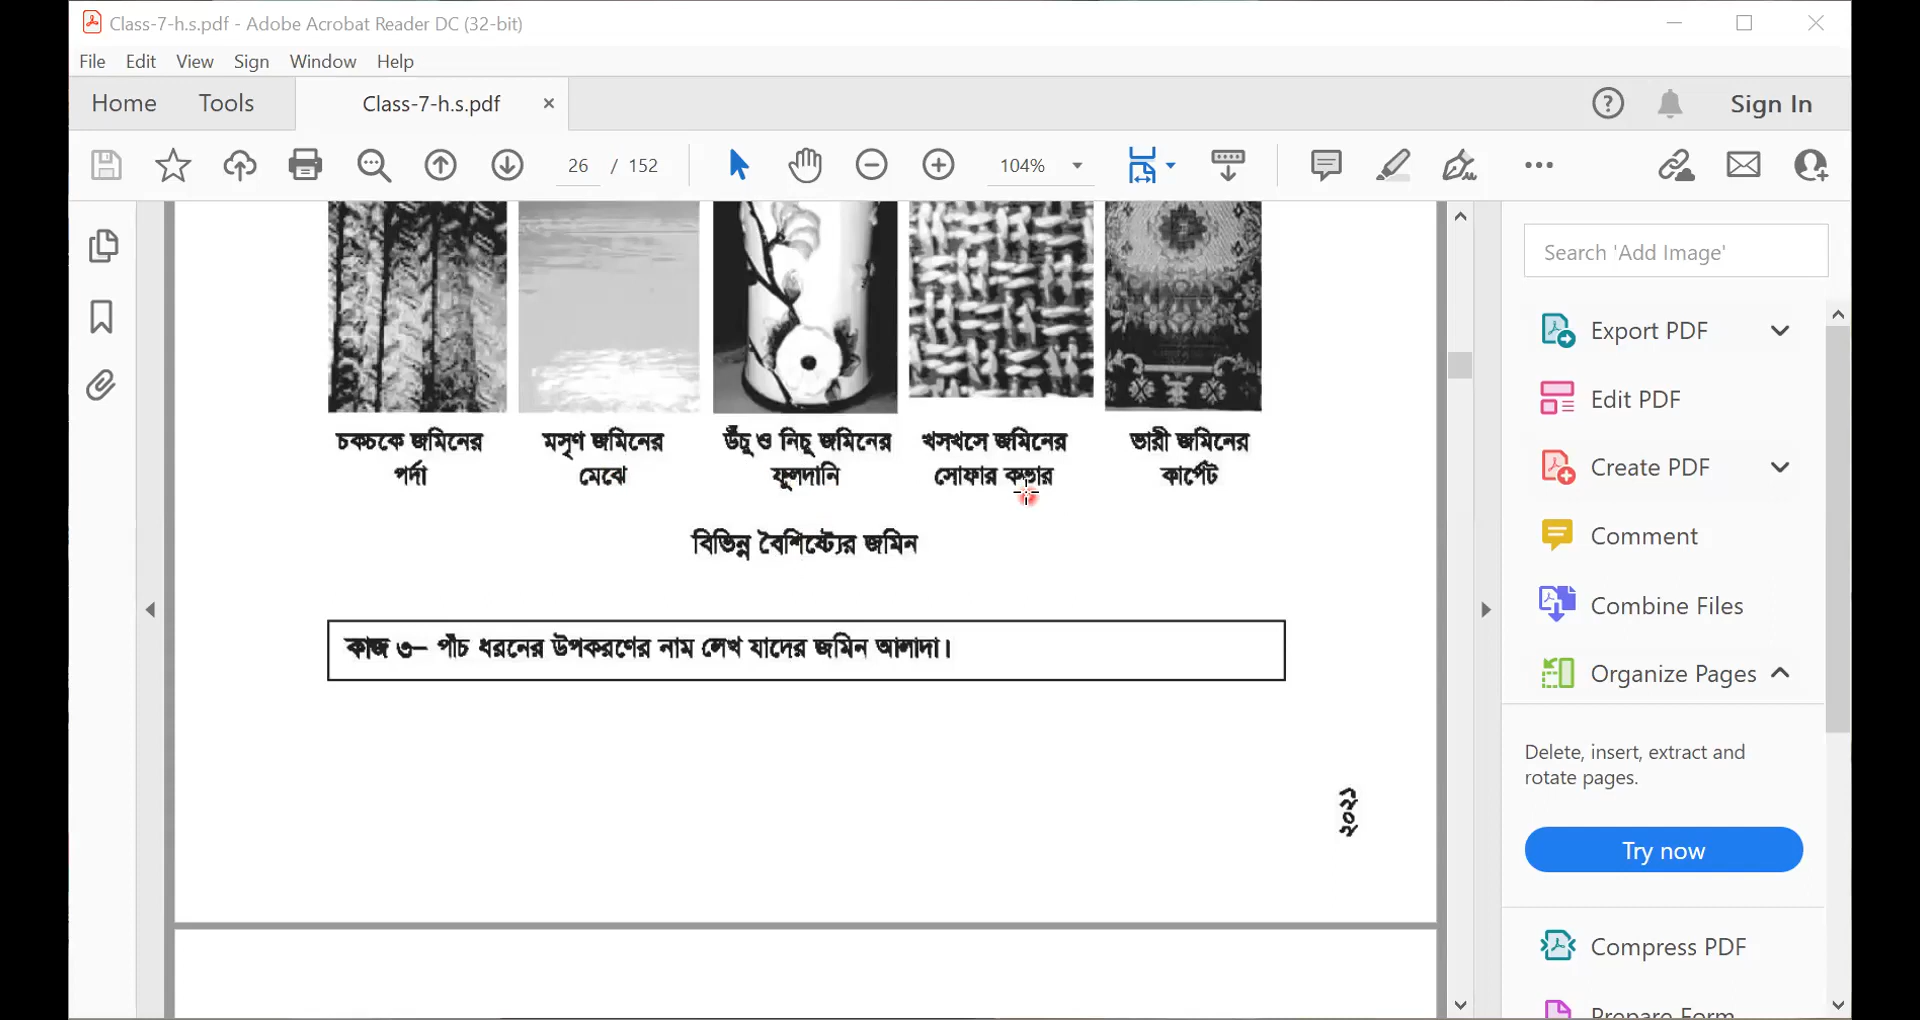 Class-7-h.s.pdf - Adobe Acrobat Reader DC (32-bit)
File Edit View Sign Window Help
Home Tools Class-7-h.s.pdf × Sign In
26 / 152 104%
Search 'Add Image'
Export PDF
Edit PDF
Create PDF
Comment
Combine Files
Organize Pages
Delete, insert, extract and
rotate pages.
Try now
Compress PDF
Prepare Form
চকচকে জমিনের
পর্দা
মসৃণ জমিনের
মেঝে
উঁচু ও নিচু জমিনের
ফুলদানি
খসখসে জমিনের
সোফার কভার
ভারী জমিনের
কার্পেট
বিভিন্ন বৈশিষ্ট্যের জমিন
কাজ ৩– পাঁচ ধরনের উপকরণের নাম লেখ যাদের জমিন আলাদা।
২০২১